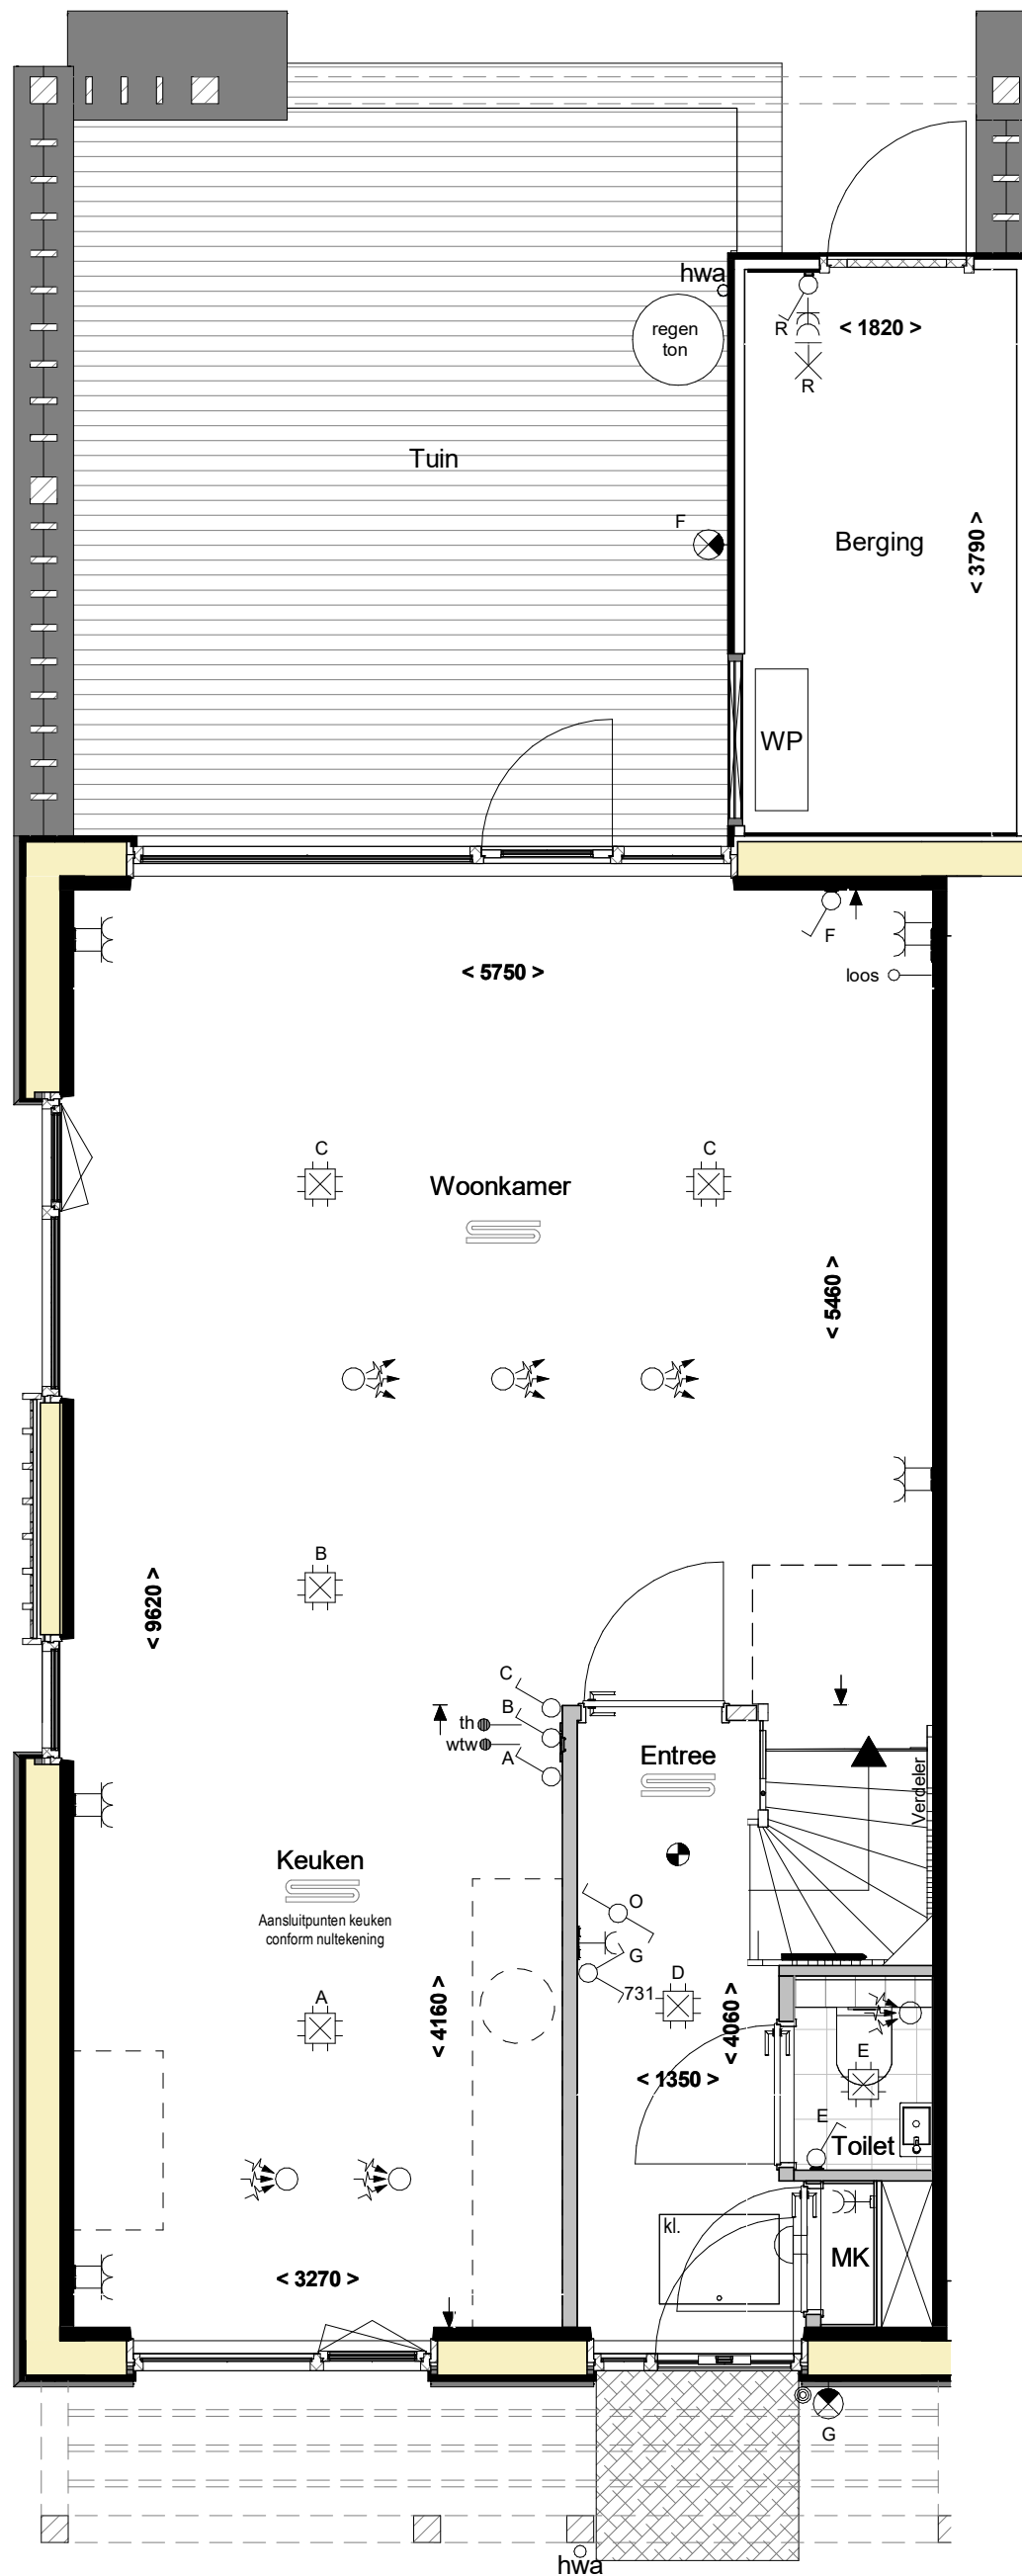 hwa
regen
ton
R
< 1820 >
R
Tuin
F
Berging
< 3790 >
WP
F
< 5750 >
loos
C
C
Woonkamer
< 5460 >
B
< 9620 >
C
B
th
wtw
A
Entree
Verdeler
Keuken
Aansluitpunten keuken
conform nultekening
O
G
731
D
A
< 4160 >
< 4060 >
< 1350 >
E
E
Toilet
kl.
MK
< 3270 >
G
hwa